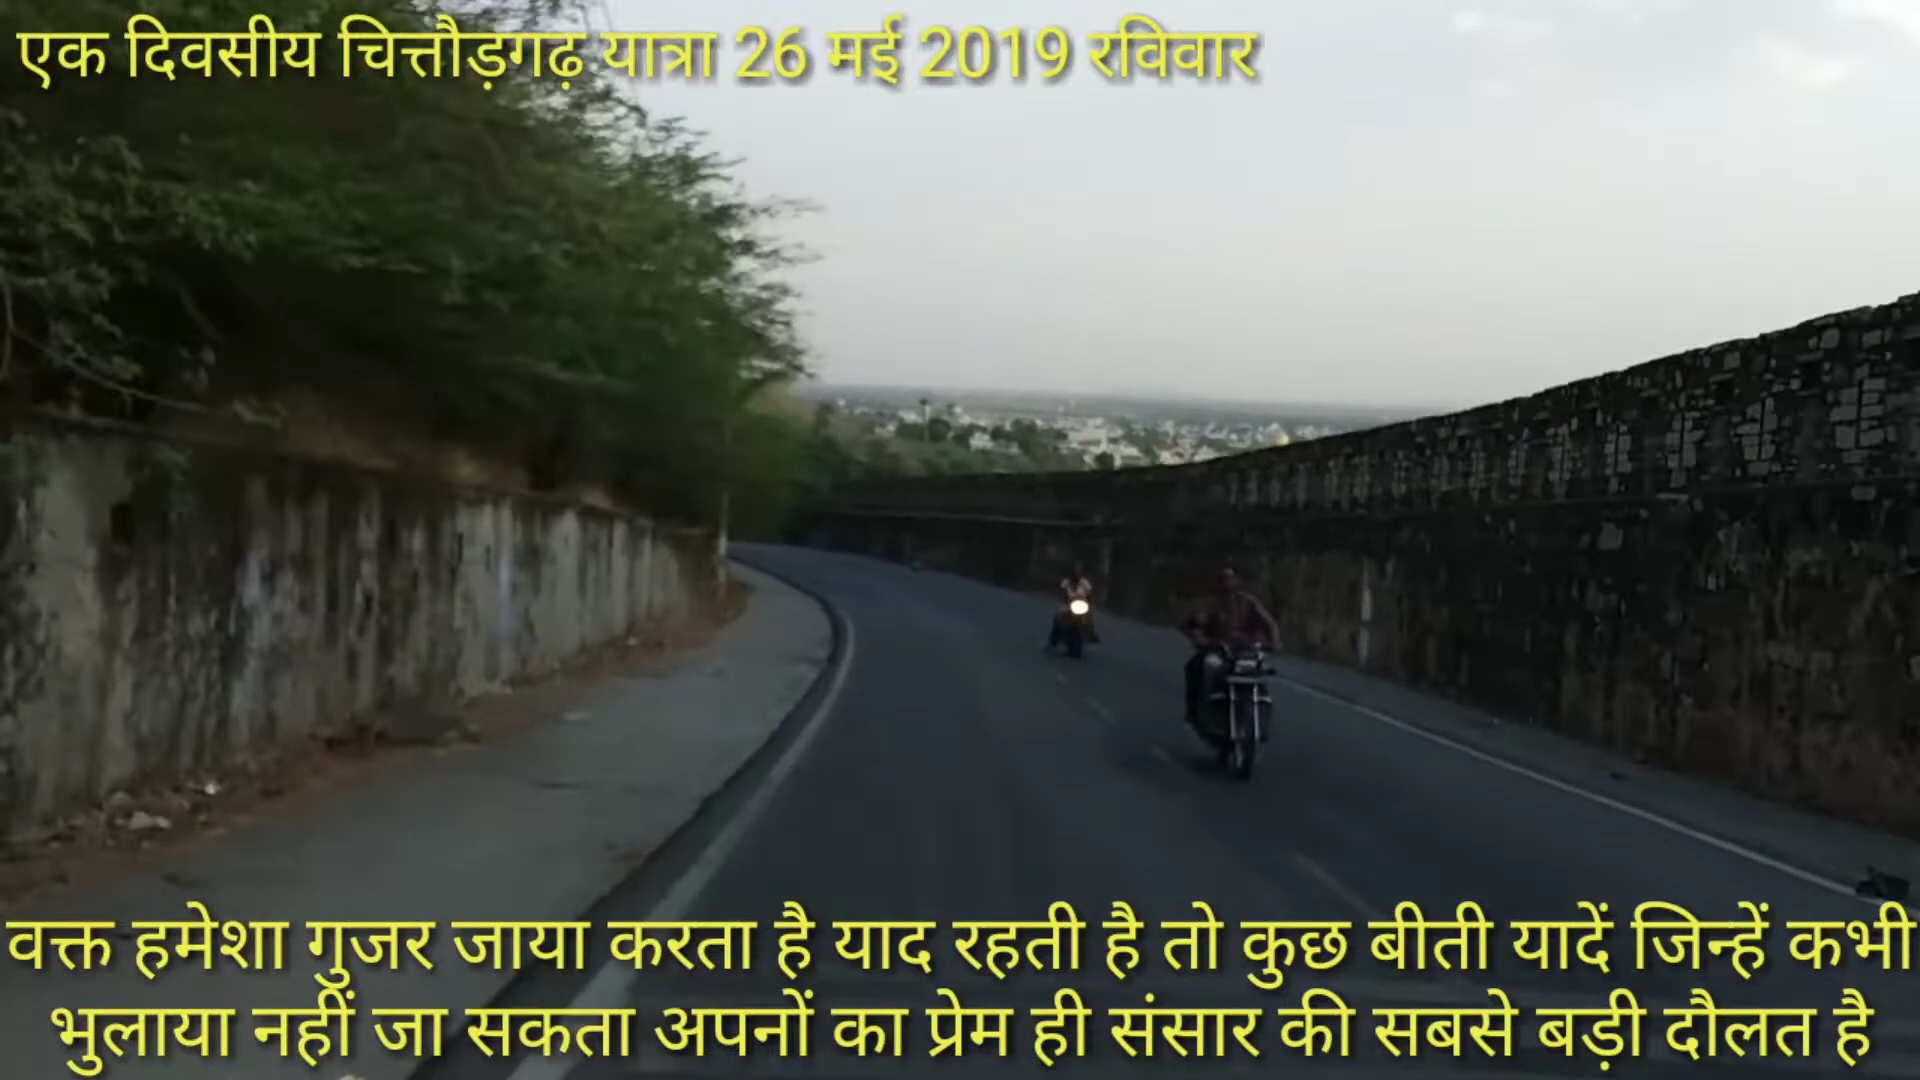 एक दिवसीय चित्तौड़गढ़ यात्रा 26 मई 2019 रविवार
वक्त हमेशा गुजर जाया करता है याद रहती है तो कुछ बीती यादें जिन्हें कभी
भुलाया नहीं जा सकता अपनों का प्रेम ही संसार की सबसे बड़ी दौलत है